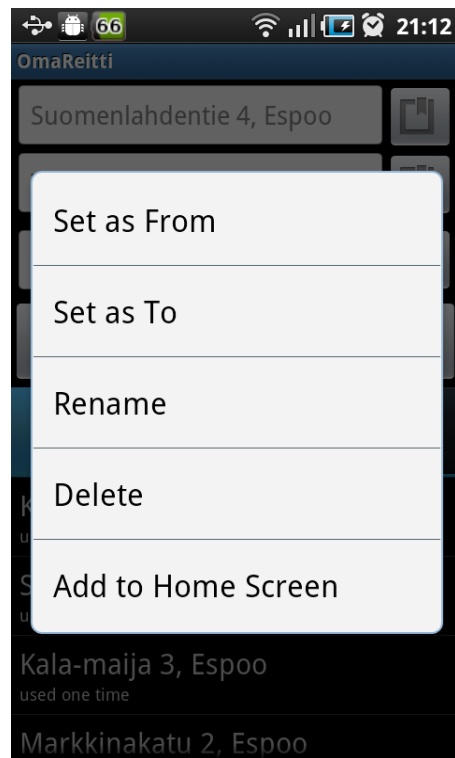 66
21:12
OmaReitti
Suomenlahdentie 4, Espoo
Set as From
Set as To
Rename
Delete
Add to Home Screen
Kala-maija 3, Espoo
used one time
Markkinakatu 2, Espoo